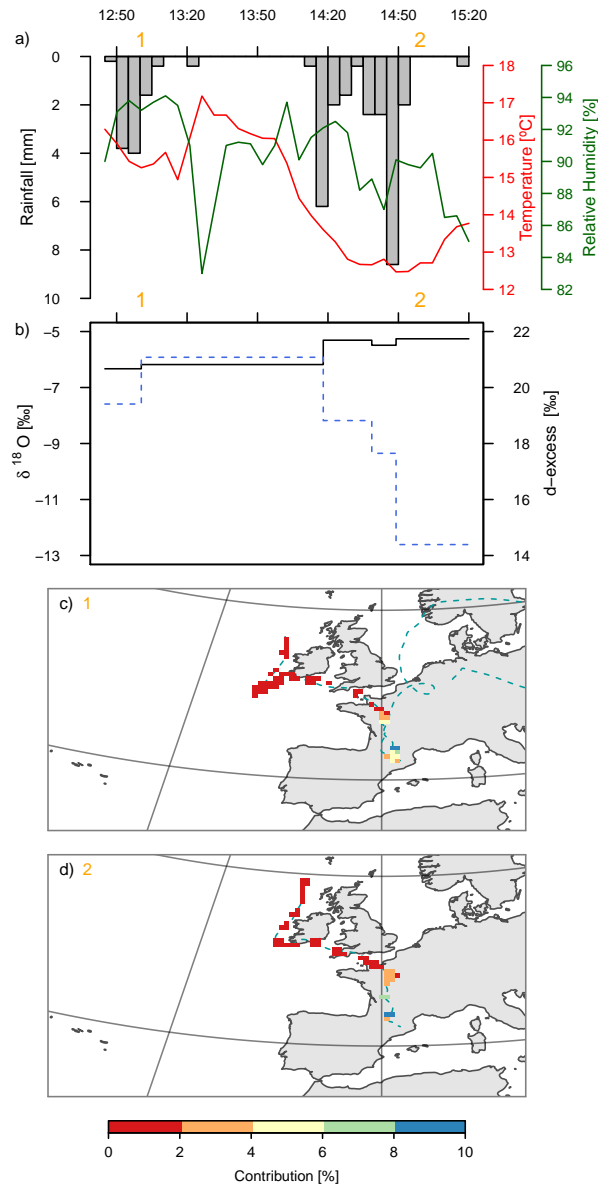 12:50 13:20 13:50 14:20 14:50 15:20
a) 1 2
0 2 4 6 8 10
Rainfall [mm]
18 17 16 15 14 13 12
Temperature [ºC]
96 94 92 90 88 86 84 82
Relative Humidity [%]
1 2
b)
−5 −7 −9 −11 −13
δ 18 O [‰]
22 20 18 16 14
d−excess [‰]
c) 1
d) 2
0 2 4 6 8 10
Contribution [%]